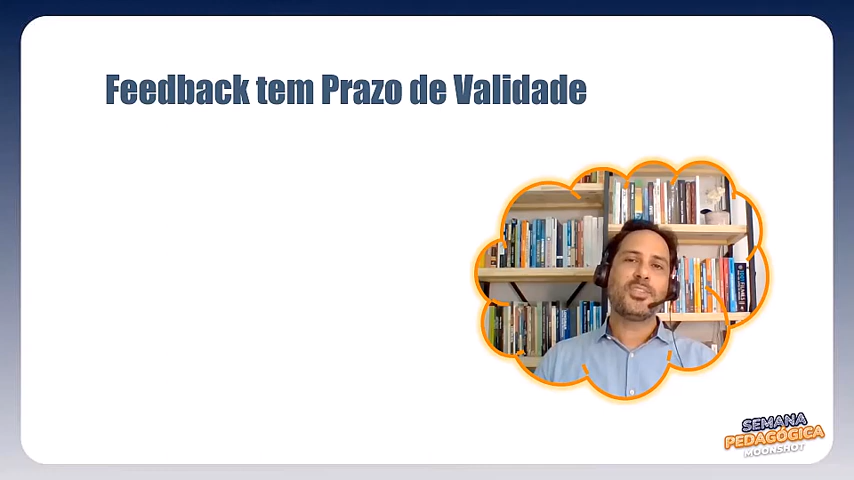 Feedback tem Prazo de Validade
SEMANA
PEDAGÓGICA
MOONSHOT